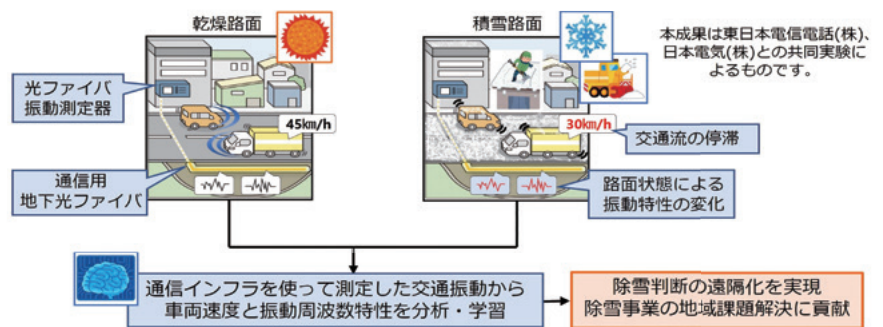 乾燥路面
積雪路面
本成果は東日本電信電話(株)、
日本電気(株)との共同実験に
よるものです。
光ファイバ
振動測定器
45km/h
30km/h
交通流の停滞
通信用
地下光ファイバ
路面状態による
振動特性の変化
通信インフラを使って測定した交通振動から
車両速度と振動周波数特性を分析・学習
除雪判断の遠隔化を実現
除雪事業の地域課題解決に貢献